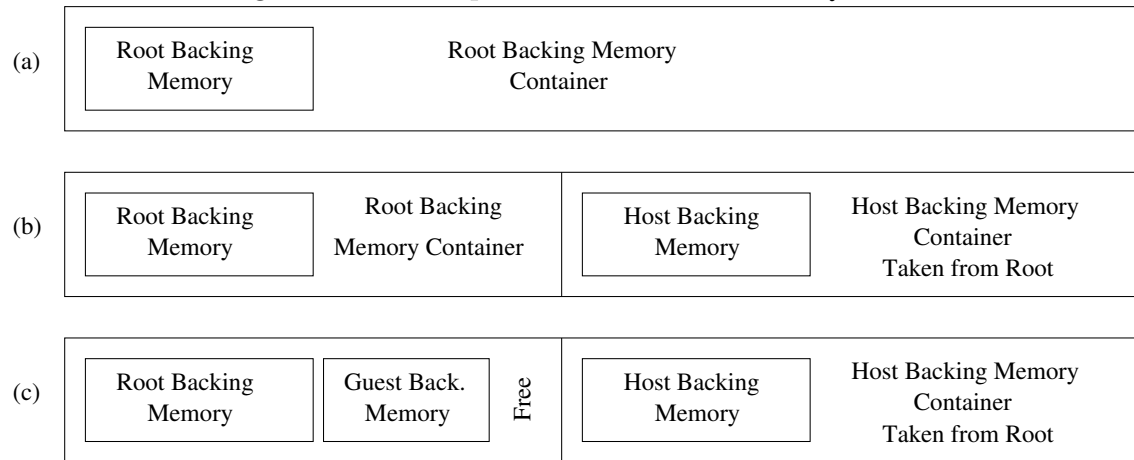 (a)
Root Backing
Memory
Root Backing Memory
Container
(b)
Root Backing
Memory
Root Backing
Memory Container
Host Backing
Memory
Host Backing Memory
Container
Taken from Root
(c)
Root Backing
Memory
Guest Back.
Memory
Free
Host Backing
Memory
Host Backing Memory
Container
Taken from Root